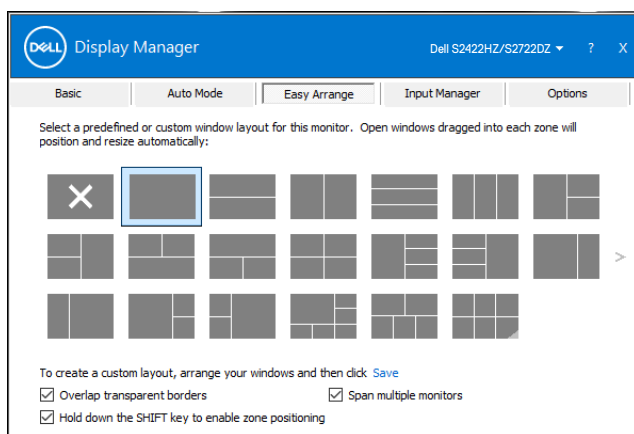 DELL Display Manager Dell S2422HZ/S2722DZ ? X
Basic Auto Mode Easy Arrange Input Manager Options
Select a predefined or custom window layout for this monitor. Open windows dragged into each zone will
position and resize automatically:
>
To create a custom layout, arrange your windows and then click Save
Overlap transparent borders Span multiple monitors
Hold down the SHIFT key to enable zone positioning